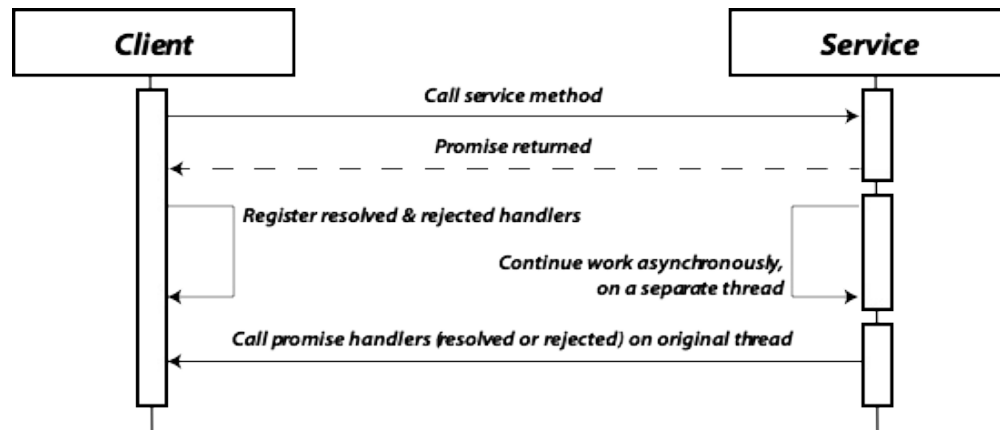 Client
Service
Call service method
Promise returned
Register resolved & rejected handlers
Continue work asynchronously,
on a separate thread
Call promise handlers (resolved or rejected) on original thread